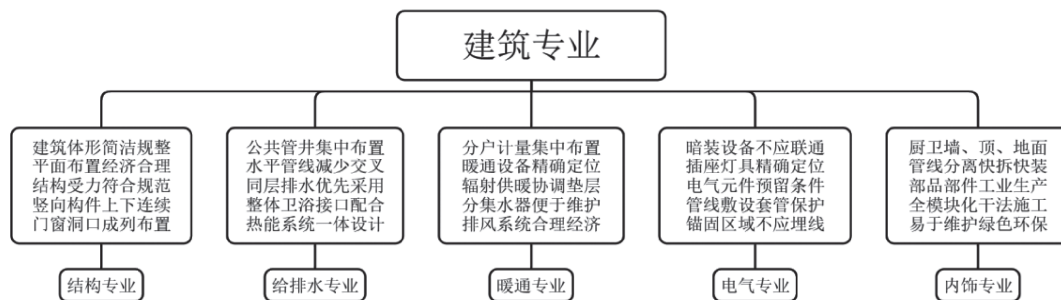 建筑专业
建筑体形简洁规整
平面布置经济合理
结构受力符合规范
竖向构件上下连续
门窗洞口成列布置
公共管井集中布置
水平管线减少交叉
同层排水优先采用
整体卫浴接口配合
热能系统一体设计
分户计量集中布置
暖通设备精确定位
辐射供暖协调垫层
分集水器便于维护
排风系统合理经济
暗装设备不应联通
插座灯具精确定位
电气元件预留条件
管线敷设套管保护
锚固区域不应埋线
厨卫墙、顶、地面
管线分离快拆快装
部品部件工业生产
全模块化干法施工
易于维护绿色环保
结构专业
给排水专业
暖通专业
电气专业
内饰专业